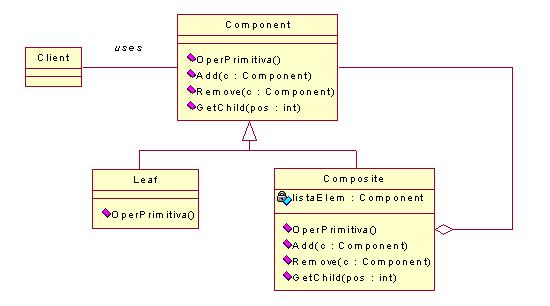 Component
OperPrimitiva()
Add(c : Component)
Remove(c : Component)
GetChild(pos : int)
uses
Client
Leaf
OperPrimitiva()
Composite
listaElem : Component
OperPrimitiva()
Add(c : Component)
Remove(c : Component)
GetChild(pos : int)